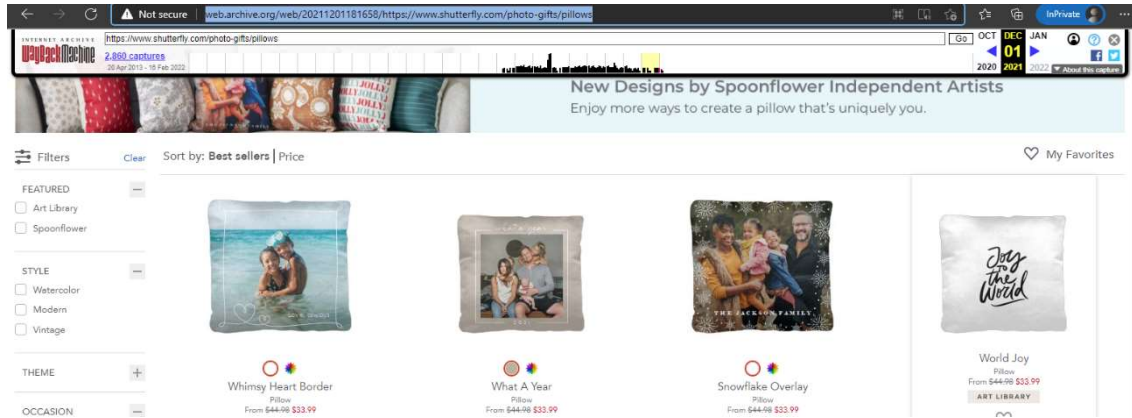 Not secure | web.archive.org/web/20211201181658/https://www.shutterfly.com/photo-gifts/pillows
InPrivate
INTERNET ARCHIVE
WayBackMachine
https://www.shutterfly.com/photo-gifts/pillows
Go
OCT DEC JAN
2,860 captures
01
20 Apr 2013 - 16 Feb 2022
2020 2021 2022
About this capture
JOLLY
New Designs by Spoonflower Independent Artists
Enjoy more ways to create a pillow that's uniquely you.
Filters
Clear
Sort by: Best sellers | Price
My Favorites
FEATURED
Art Library
Spoonflower
STYLE
Watercolor
Modern
Vintage
THEME
OCCASION
Whimsy Heart Border
Pillow
From $44.98 $33.99
What A Year
Pillow
From $44.98 $33.99
THE JACKSON FAMILY
Snowflake Overlay
Pillow
From $44.98 $33.99
Joy
to
the
World
World Joy
Pillow
From $44.98 $33.99
ART LIBRARY